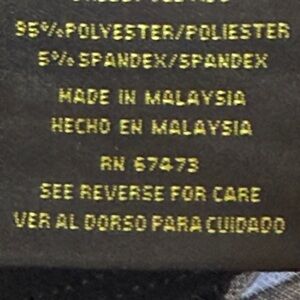 95%POLYESTER/POLIESTER
5%SPANDEX/SPANDEX
MADE IN MALAYSIA
HECHO EN MALAYSIA
RN 67473
SEE REVERSE FOR CARE
VER AL DORSO PARA CUIDADO